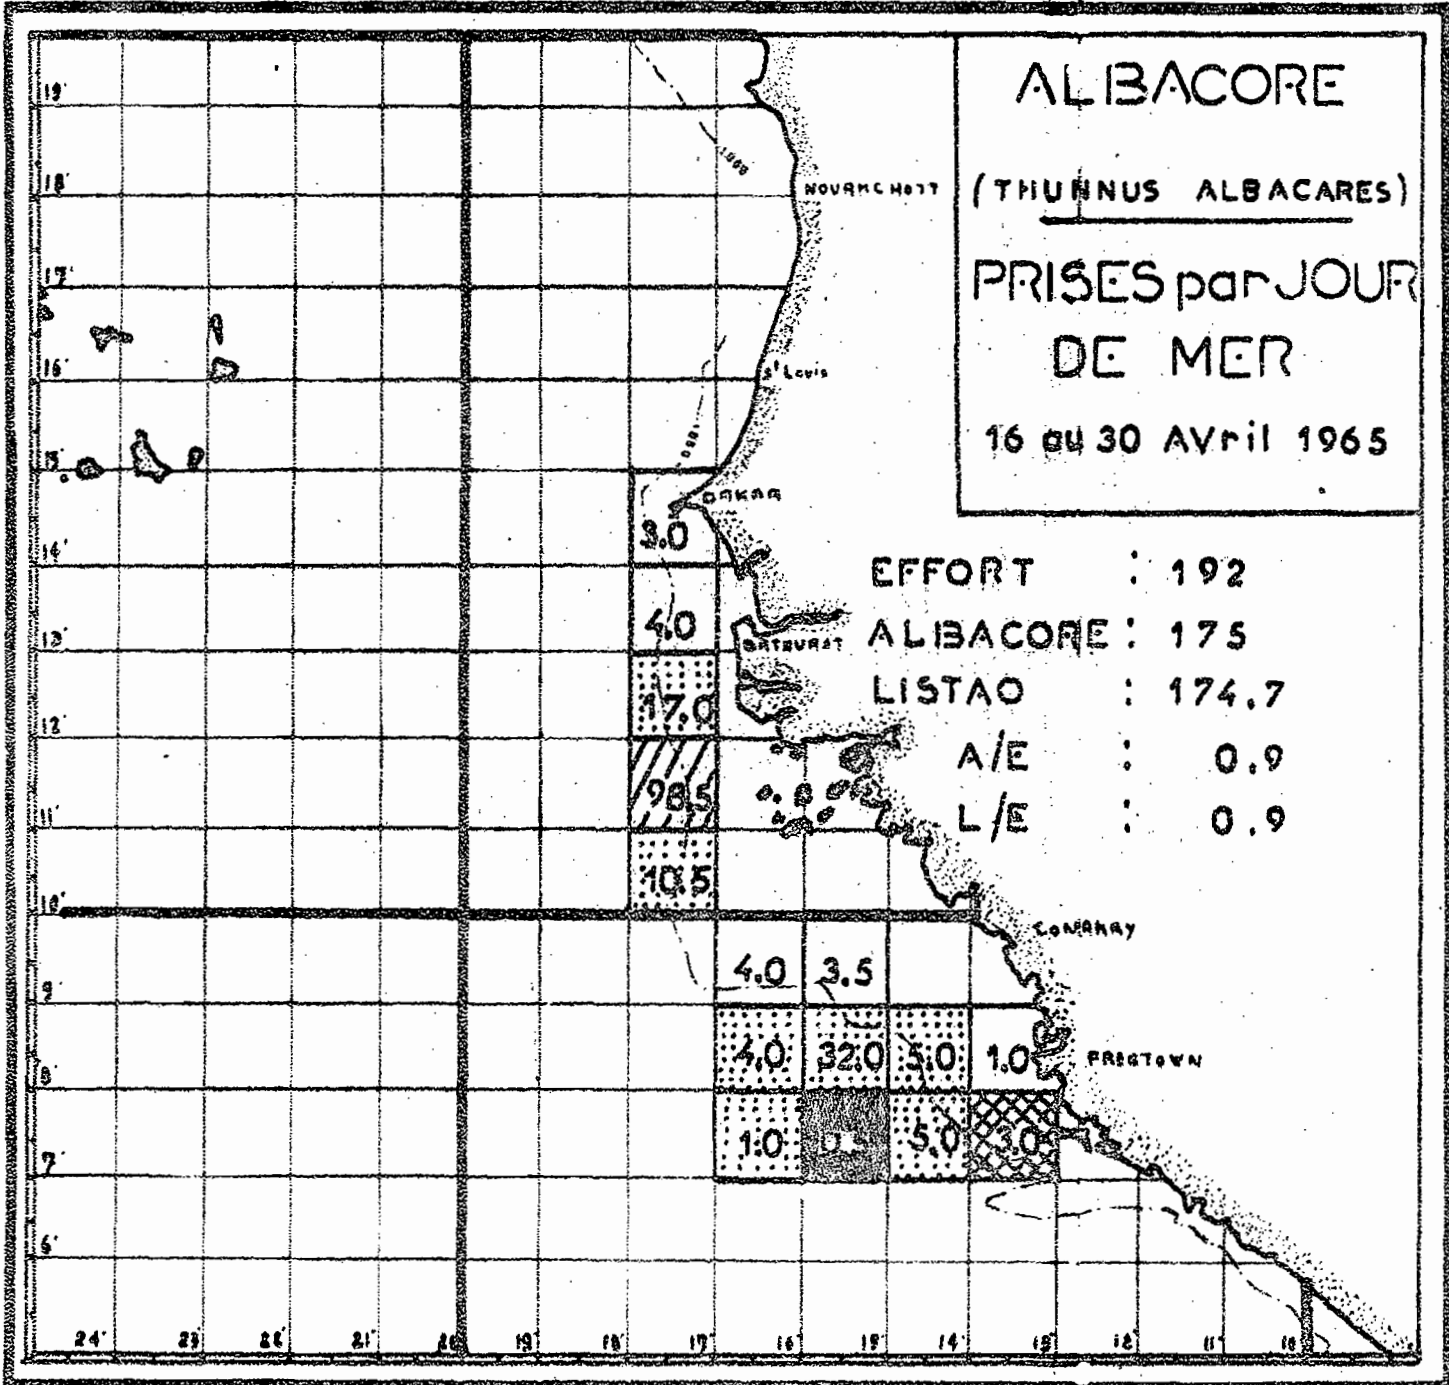 ALBACORE
(THUNNUS ALBACARES)
PRISES par JOUR
DE MER
16 au 30 AVril 1965
EFFORT : 192
ALBACORE : 175
LISTAO : 174.7
A/E : 0.9
L/E : 0.9
19°
18°
NOUAKCHOTT
1000
17°
16°
St Louis
1000
15°
DAKAR
3.0
14°
4.0
13°
BATHURST
17.0
12°
98.5
11°
10.5
10°
CONAKRY
4.0 3.5
9°
4.0 32.0 5.0 1.0
FREETOWN
8°
1.0 0.5 5.0 3.0
7°
6°
24° 23° 22° 21° 20° 19° 18° 17° 16° 15° 14° 13° 12° 11° 10°